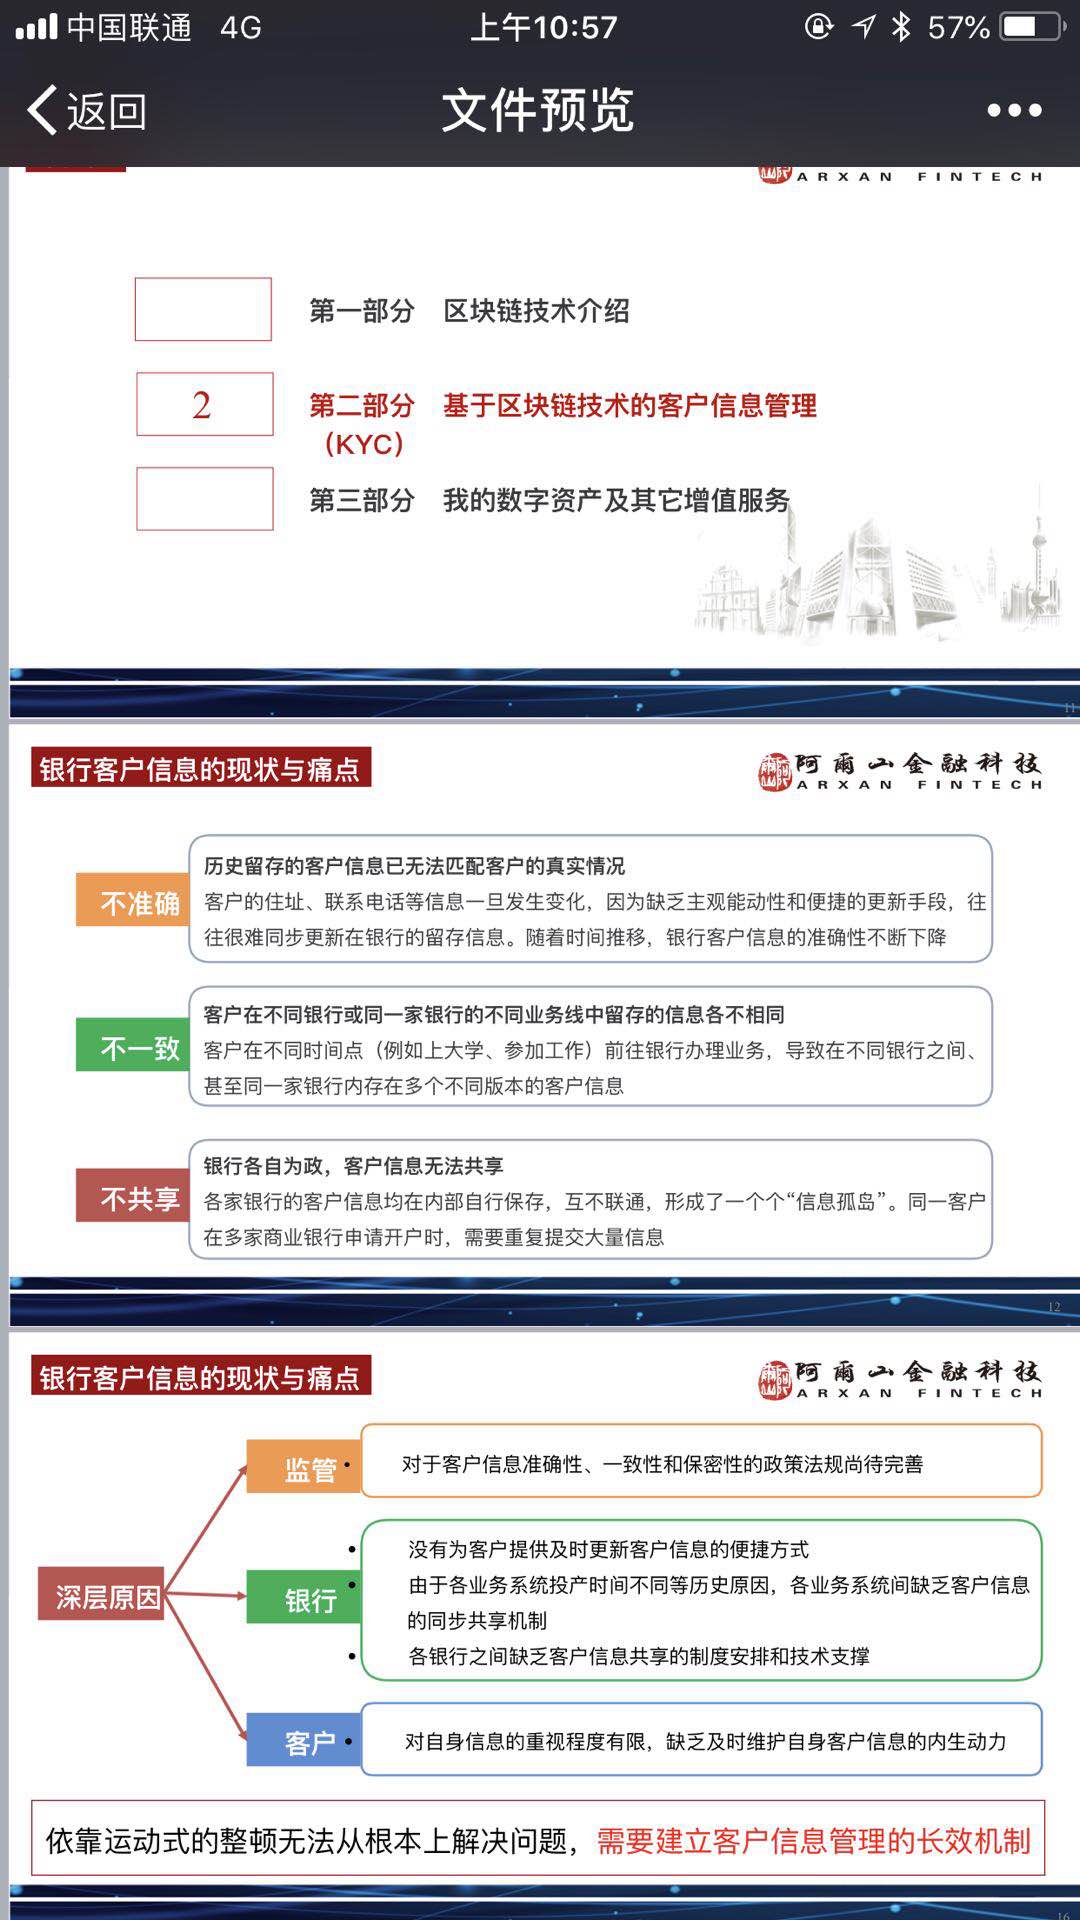 中国联通 4G 上午10:57 57%
返回 文件预览
ARXAN FINTECH
第一部分 区块链技术介绍
2 第二部分 基于区块链技术的客户信息管理
（KYC）
第三部分 我的数字资产及其它增值服务
11
银行客户信息的现状与痛点
阿爾山金融科技
ARXAN FINTECH
不准确
历史留存的客户信息已无法匹配客户的真实情况
客户的住址、联系电话等信息一旦发生变化，因为缺乏主观能动性和便捷的更新手段，往
往很难同步更新在银行的留存信息。随着时间推移，银行客户信息的准确性不断下降
不一致
客户在不同银行或同一家银行的不同业务线中留存的信息各不相同
客户在不同时间点（例如上大学、参加工作）前往银行办理业务，导致在不同银行之间、
甚至同一家银行内存在多个不同版本的客户信息
不共享
银行各自为政，客户信息无法共享
各家银行的客户信息均在内部自行保存，互不联通，形成了一个个“信息孤岛”。同一客户
在多家商业银行申请开户时，需要重复提交大量信息
12
银行客户信息的现状与痛点
阿爾山金融科技
ARXAN FINTECH
深层原因
监管
• 对于客户信息准确性、一致性和保密性的政策法规尚待完善
银行
• 没有为客户提供及时更新客户信息的便捷方式
• 由于各业务系统投产时间不同等历史原因，各业务系统间缺乏客户信息
的同步共享机制
• 各银行之间缺乏客户信息共享的制度安排和技术支撑
客户
• 对自身信息的重视程度有限，缺乏及时维护自身客户信息的内生动力
依靠运动式的整顿无法从根本上解决问题，需要建立客户信息管理的长效机制
16